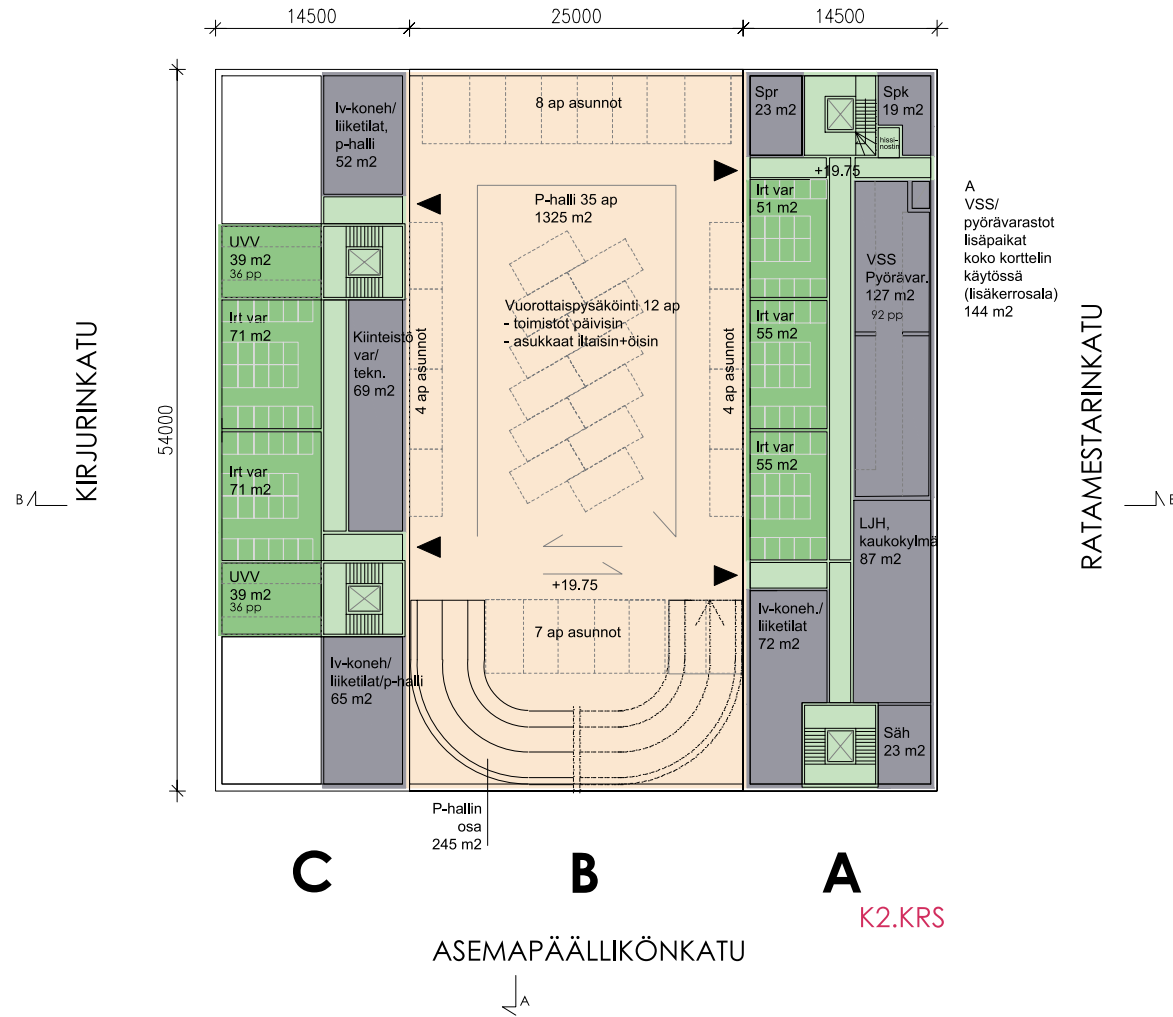 14500
25000
14500
54000
8 ap asunnot
Iv-koneh/
liiketilat,
p-halli
52 m2
Spr
23 m2
Spk
19 m2
hissi-
nostin
+19.75
P-halli 35 ap
1325 m2
Irt var
51 m2
A
VSS/
pyörävarastot
lisäpaikat
koko korttelin
käytössä
(lisäkerrosala)
144 m2
UVV
39 m2
36 pp
VSS
Pyörävar.
127 m2
92 pp
Vuorottaispysäköinti 12 ap
- toimistot päivisin
- asukkaat iltaisin+öisin
Irt var
71 m2
Kiinteistö
var/
tekn.
69 m2
4 ap asunnot
4 ap asunnot
Irt var
55 m2
KIRJURINKATU
RATAMESTARINKATU
Irt var
71 m2
Irt var
55 m2
B
B
LJH,
kaukokylmä
87 m2
UVV
39 m2
36 pp
+19.75
Iv-koneh./
liiketilat
72 m2
7 ap asunnot
Iv-koneh/
liiketilat/p-halli
65 m2
Säh
23 m2
P-hallin
osa
245 m2
C
B
A
K2.KRS
ASEMAPÄÄLLIKÖNKATU
A